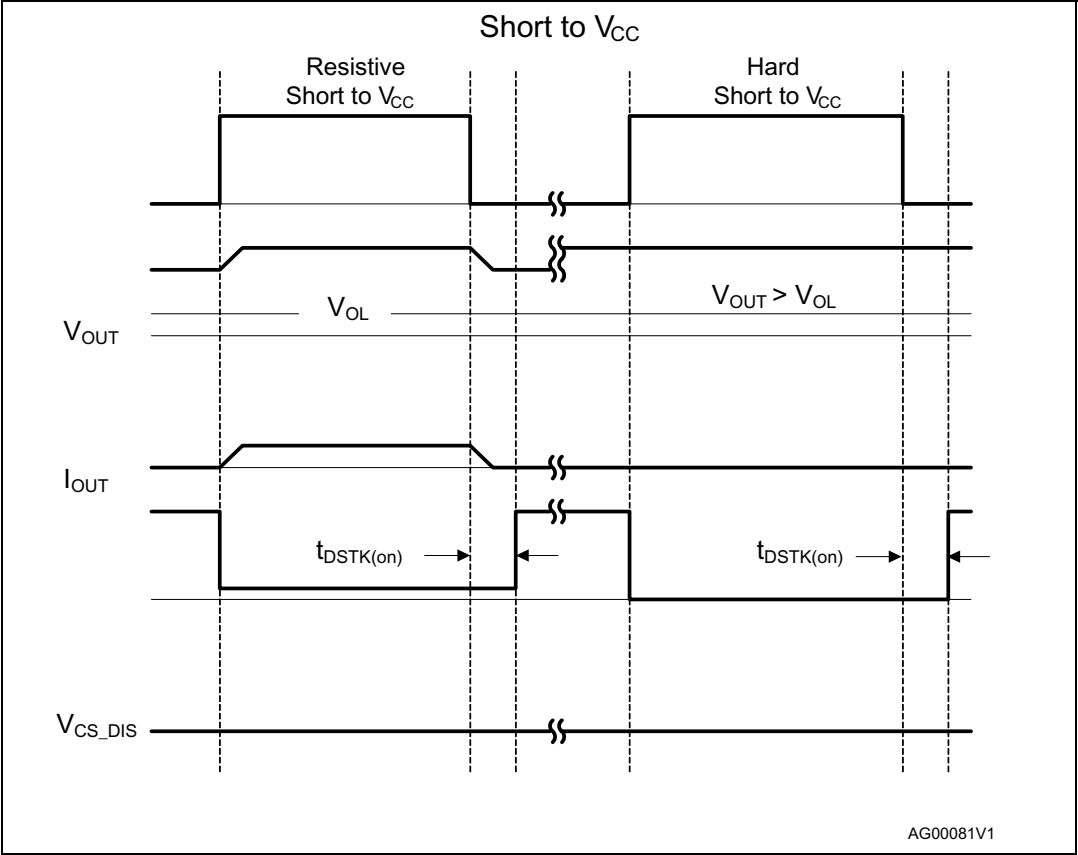 Short to VCC
Resistive
Short to VCC
Hard
Short to VCC
VOL
VOUT > VOL
VOUT
IOUT
tDSTK(on)
tDSTK(on)
VCS_DIS
AG00081V1